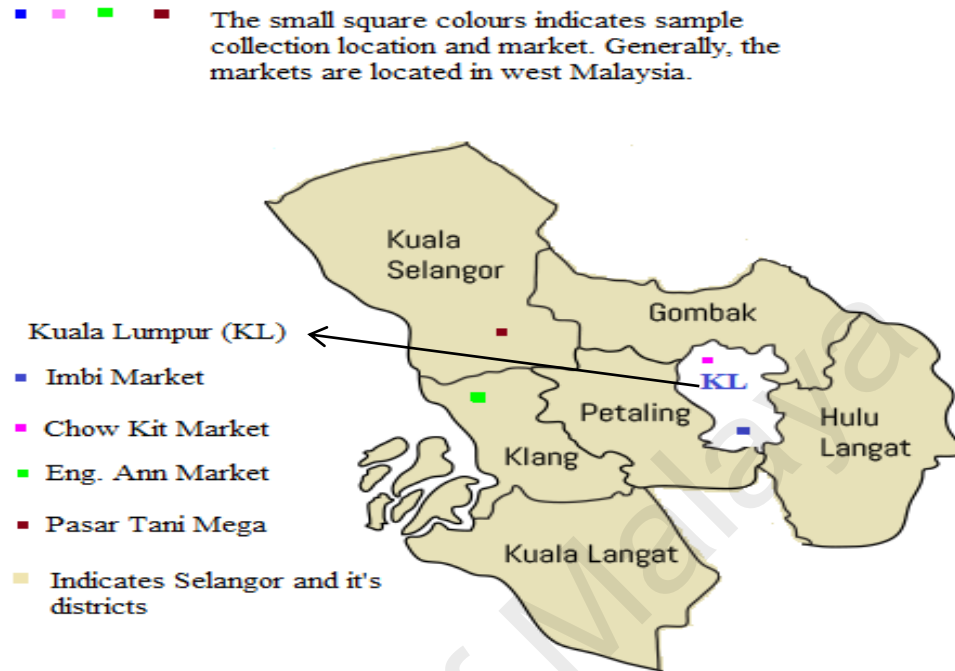 The small square colours indicates sample
collection location and market. Generally, the
markets are located in west Malaysia.
Kuala
Selangor
Gombak
Kuala Lumpur (KL)
Imbi Market
KL
Petaling
Hulu
Langat
Chow Kit Market
Klang
Eng. Ann Market
Pasar Tani Mega
Kuala Langat
Indicates Selangor and it's
districts
of Malaya